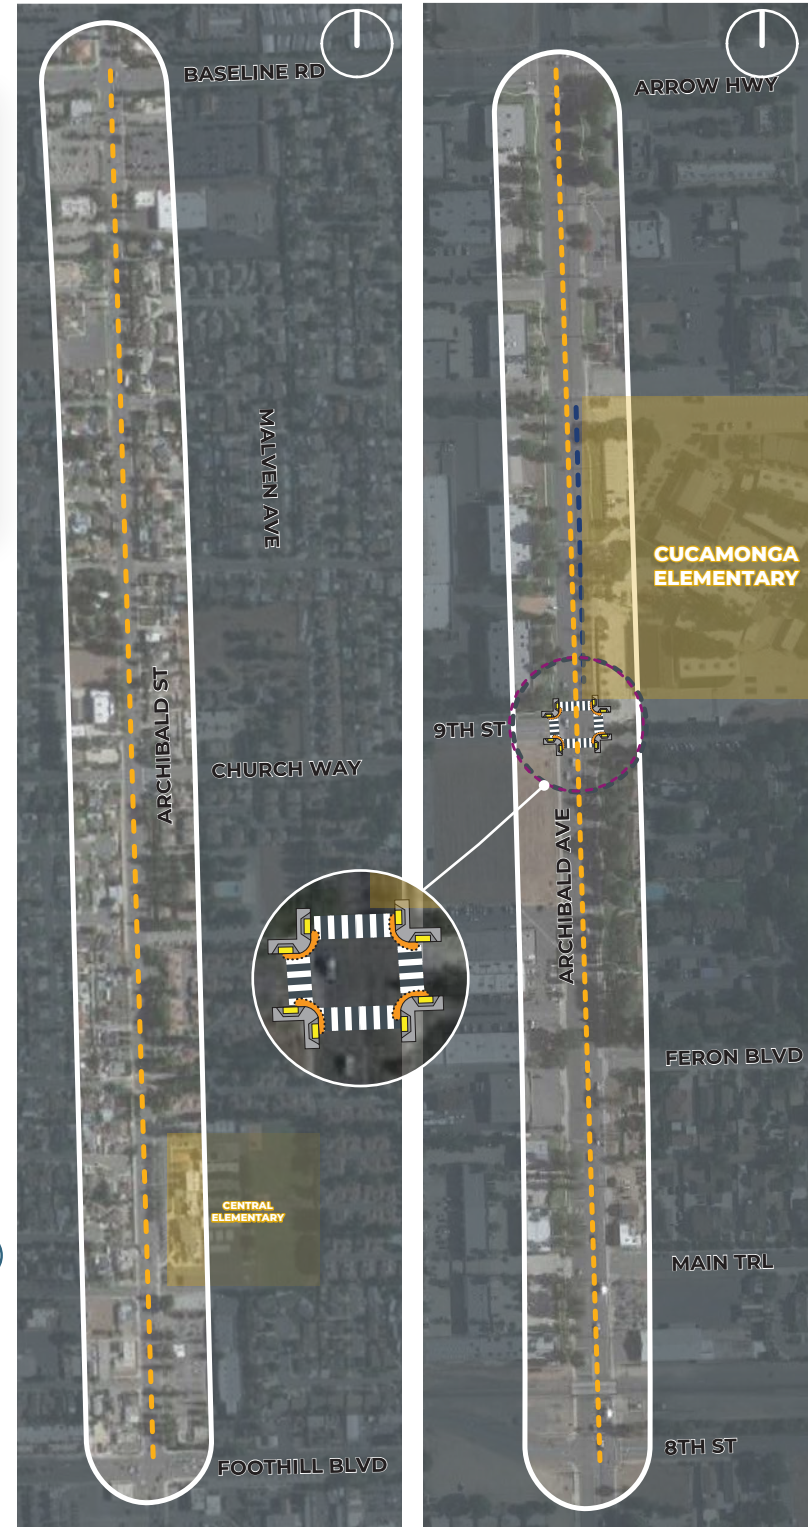 BASELINE RD
MALVEN AVE
ARCHIBALD ST
CHURCH WAY
CENTRAL
ELEMENTARY
FOOTHILL BLVD
ARROW HWY
CUCAMONGA
ELEMENTARY
9TH ST
ARCHIBALD AVE
FERON BLVD
MAIN TRL
8TH ST